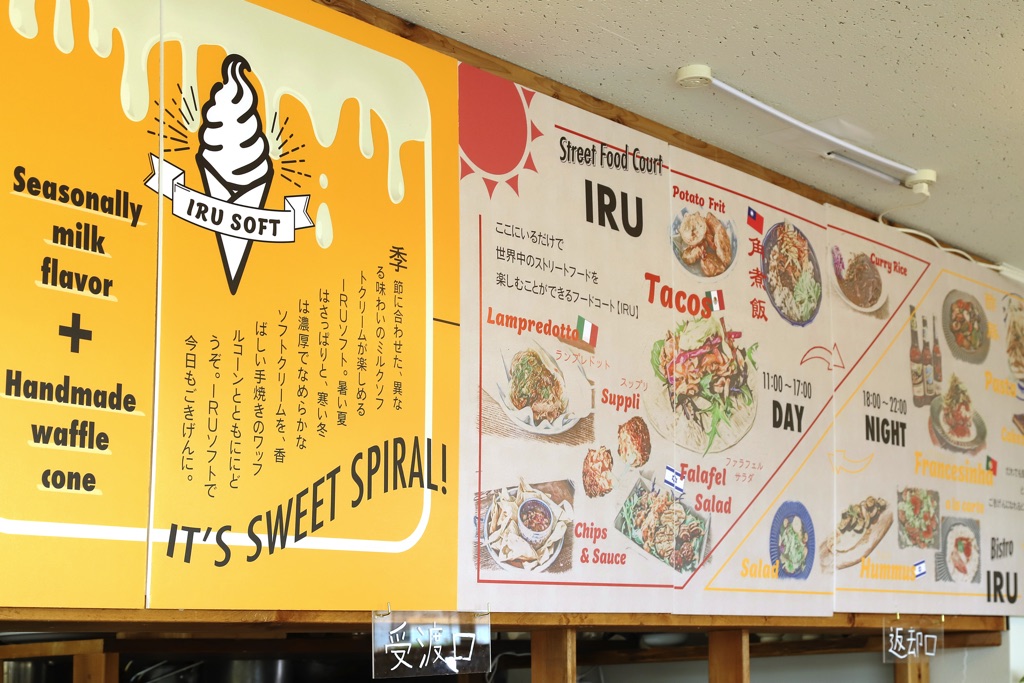 Seasonally
milk
flavor
+
Handmade
waffle
cone
IRU SOFT
季節に合わせた、異な
る味わいのミルクソフ
トクリームが楽しめる
IRUソフト。暑い夏
はさっぱりと、寒い冬
は濃厚でなめらかな
ソフトクリームを、香
ばしい手焼きのワッフ
ルコーンとともににど
うぞ。IRUソフトで
今日もごきげんに。
IT'S SWEET SPIRAL!
Street Food Court
IRU
ここにいるだけで
世界中のストリートフードを
楽しむことができるフードコート【IRU】
Potato Frit
角煮飯
Curry Rice
Tacos
Lampredotto
ランプレドット
スップリ
Suppli
11:00~17:00
DAY
18:00~22:00
NIGHT
Falafel
Salad
ファラフェル
サラダ
Chips
& Sauce
Francesinha
Salad
Hummus
Bistro
IRU
受渡口
返却口